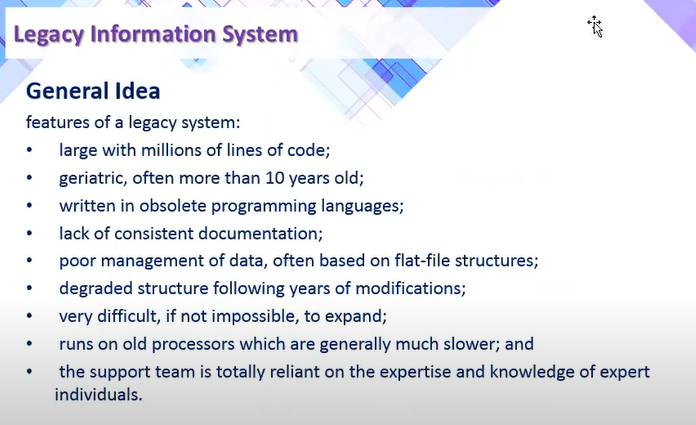 Legacy Information System
General Idea
features of a legacy system:
• large with millions of lines of code;
• geriatric, often more than 10 years old;
• written in obsolete programming languages;
• lack of consistent documentation;
• poor management of data, often based on flat-file structures;
• degraded structure following years of modifications;
• very difficult, if not impossible, to expand;
• runs on old processors which are generally much slower; and
• the support team is totally reliant on the expertise and knowledge of expert
individuals.